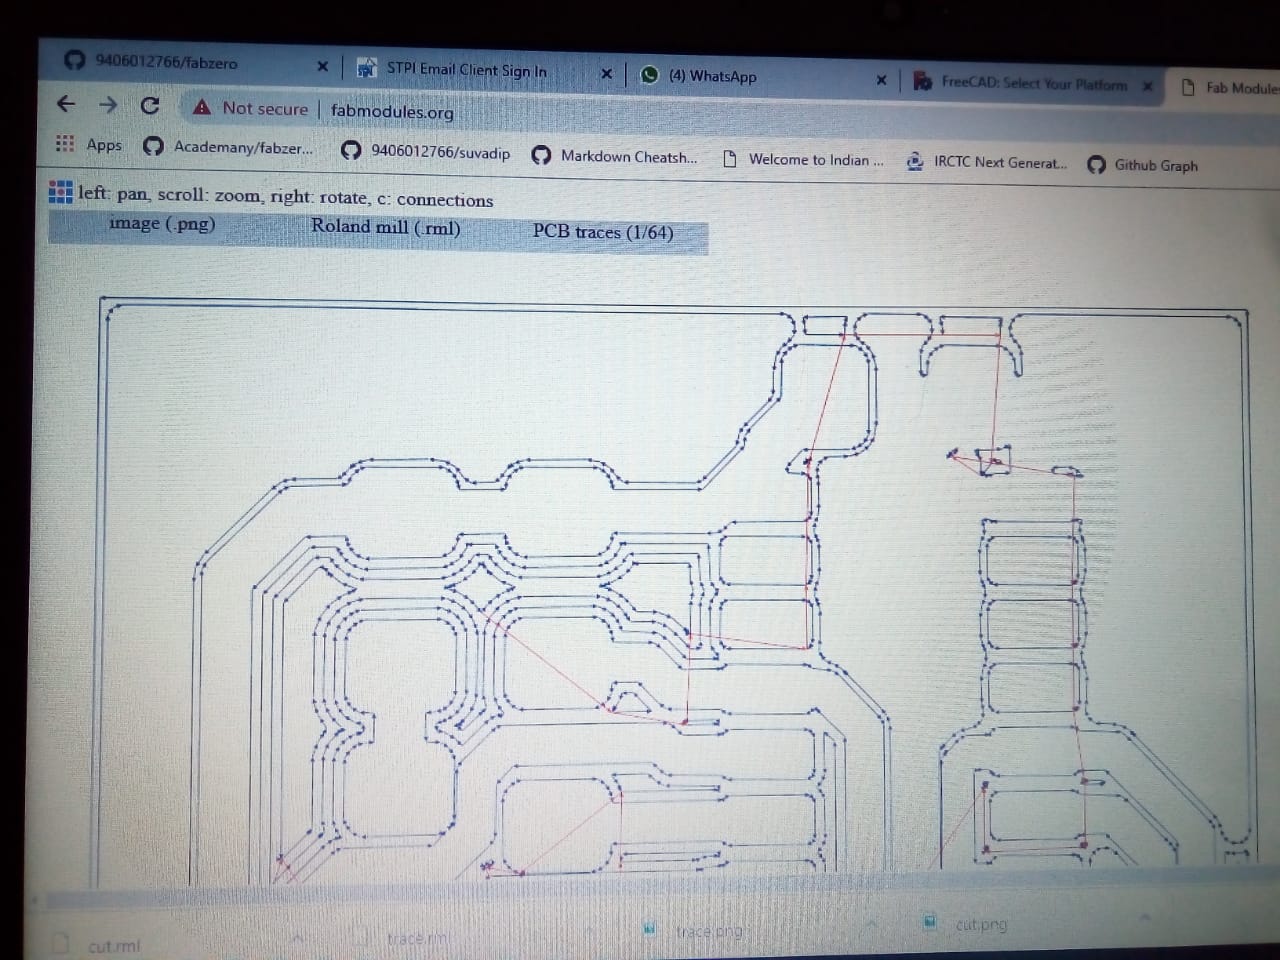 9406012766/fabzero × STPI Email Client Sign In × (4) WhatsApp × FreeCAD: Select Your Platform × Fab Module
Not secure | fabmodules.org
Apps Academany/fabzer... 9406012766/suvadip Markdown Cheatsh... Welcome to Indian ... IRCTC Next Generat... Github Graph
left: pan, scroll: zoom, right: rotate, c: connections
image (.png) Roland mill (.rml) PCB traces (1/64)
cut.rml trace.rml trace.png cut.png